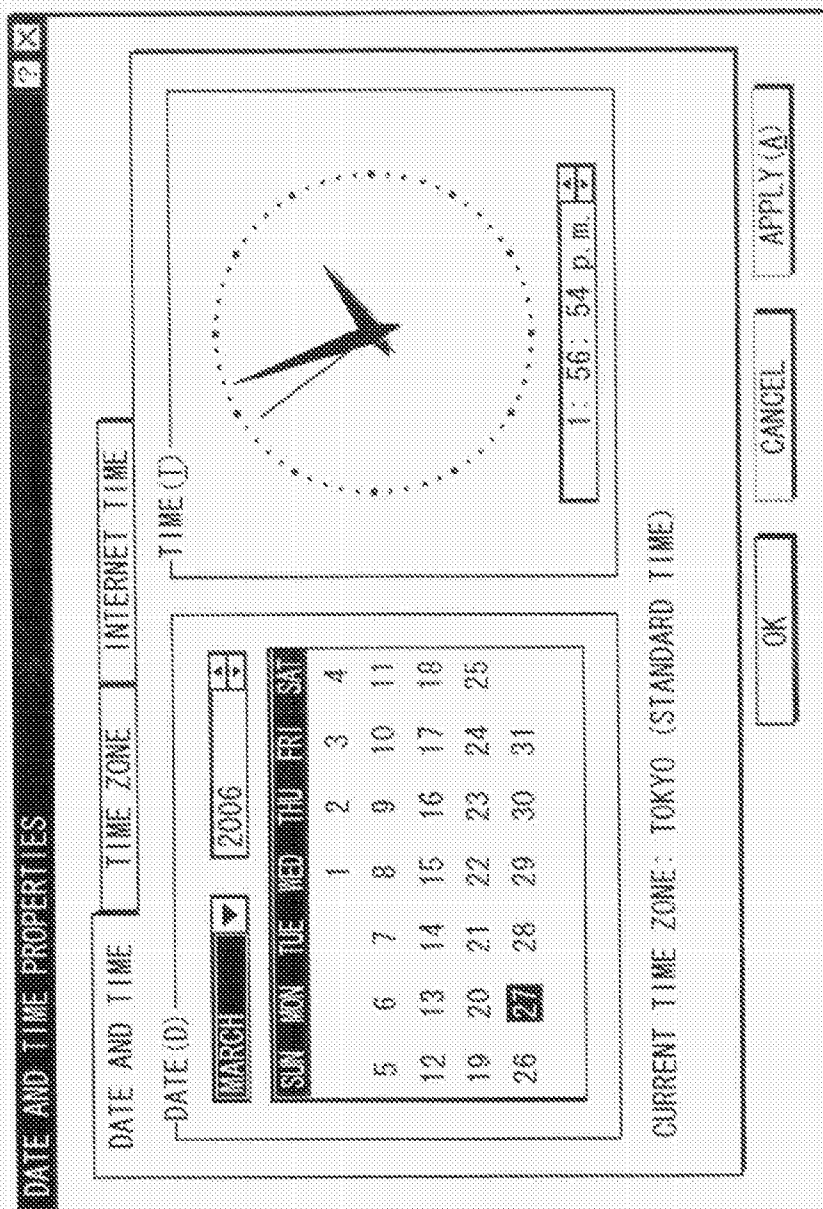 DATE AND TIME PROPERTIES ? X
DATE AND TIME TIME ZONE INTERNET TIME
DATE(D) TIME(T)
MARCH 2006
SUN MON TUE WED THU FRI SAT
1 2 3 4
5 6 7 8 9 10 11
12 13 14 15 16 17 18
19 20 21 22 23 24 25
26 27 28 29 30 31
1: 56: 54 p.m.
CURRENT TIME ZONE: TOKYO (STANDARD TIME)
OK CANCEL APPLY(A)